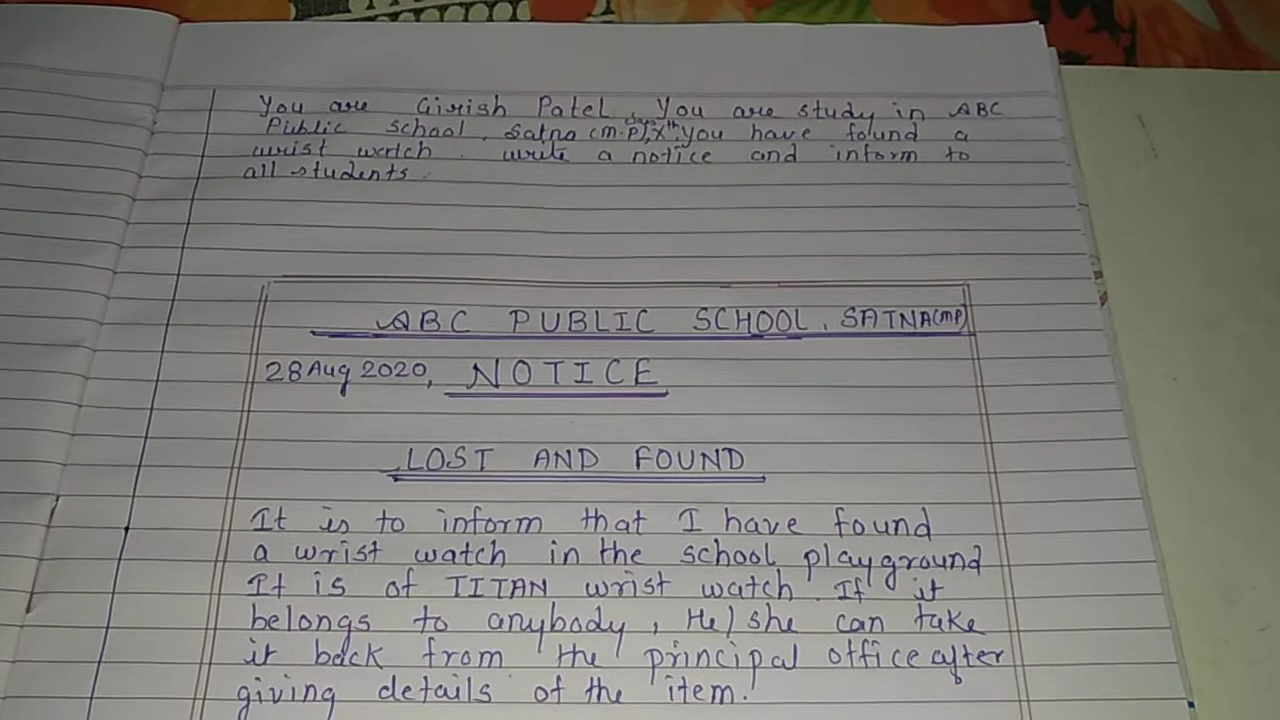 You are Girish Patel. You are study in ABC
Public school, Satna (M.P), Xth. You have found a
wrist watch. write a notice and inform to
all students.
ABC PUBLIC SCHOOL, SATNA(MP)
28 Aug 2020, NOTICE
LOST AND FOUND
It is to inform that I have found
a wrist watch in the school playground
It is of TITAN wrist watch. If it
belongs to anybody, He/she can take
it back from the principal office after
giving details of the item.